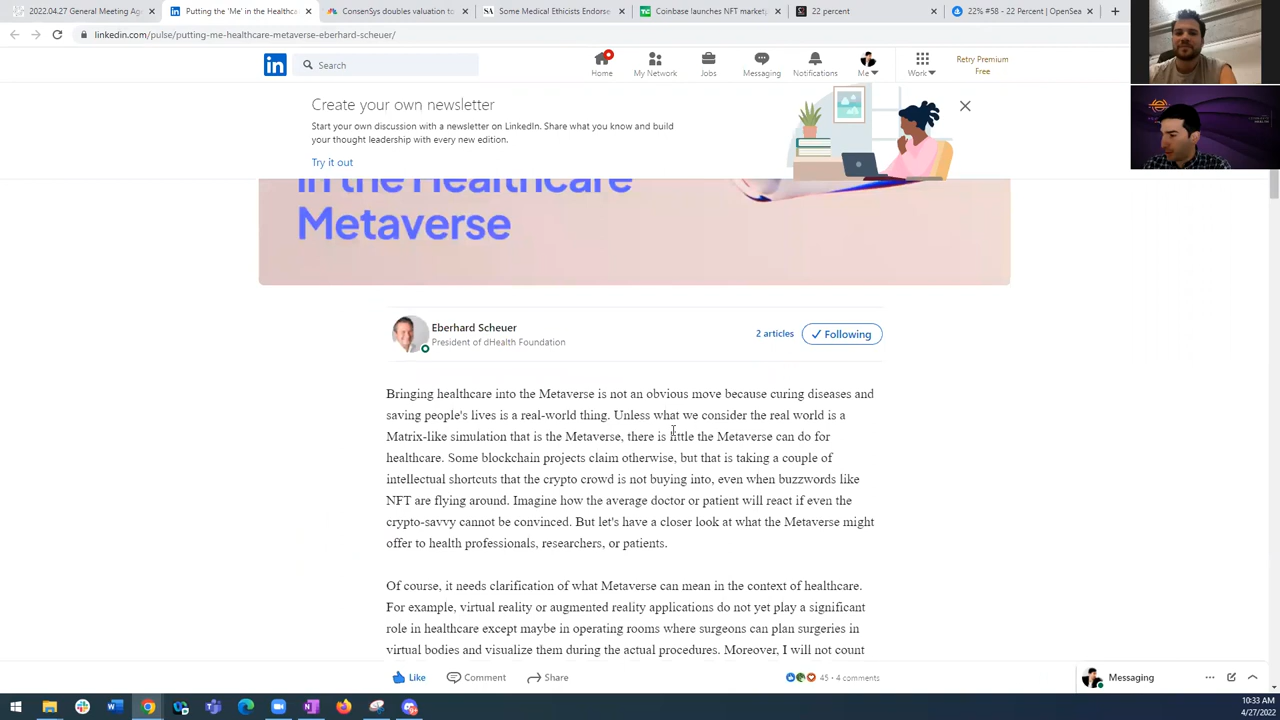 2022.04.27 General Meeting Ag
Putting the 'Me' in the Healthca
ConsenSys doubles valuation to
Some Medical Ethicists Endorse
Coinbase launches NFT market,
22 percent
22% #58 - 22 Percent | OpenSea
linkedin.com/pulse/putting-me-healthcare-metaverse-eberhard-scheuer/
in
Search
Home
My Network
Jobs
Messaging
Notifications
Me
Work
Retry Premium
Free
Create your own newsletter
Start your own discussion with a newsletter on LinkedIn. Share what you know and build
your thought leadership with every new edition.
Try it out
in the Healthcare
Metaverse
Eberhard Scheuer
President of dHealth Foundation
2 articles
Following
Bringing healthcare into the Metaverse is not an obvious move because curing diseases and
saving people's lives is a real-world thing. Unless what we consider the real world is a
Matrix-like simulation that is the Metaverse, there is little the Metaverse can do for
healthcare. Some blockchain projects claim otherwise, but that is taking a couple of
intellectual shortcuts that the crypto crowd is not buying into, even when buzzwords like
NFT are flying around. Imagine how the average doctor or patient will react if even the
crypto-savvy cannot be convinced. But let's have a closer look at what the Metaverse might
offer to health professionals, researchers, or patients.
Of course, it needs clarification of what Metaverse can mean in the context of healthcare.
For example, virtual reality or augmented reality applications do not yet play a significant
role in healthcare except maybe in operating rooms where surgeons can plan surgeries in
virtual bodies and visualize them during the actual procedures. Moreover, I will not count
Like
Comment
Share
45 · 4 comments
Messaging
10:33 AM
4/27/2022